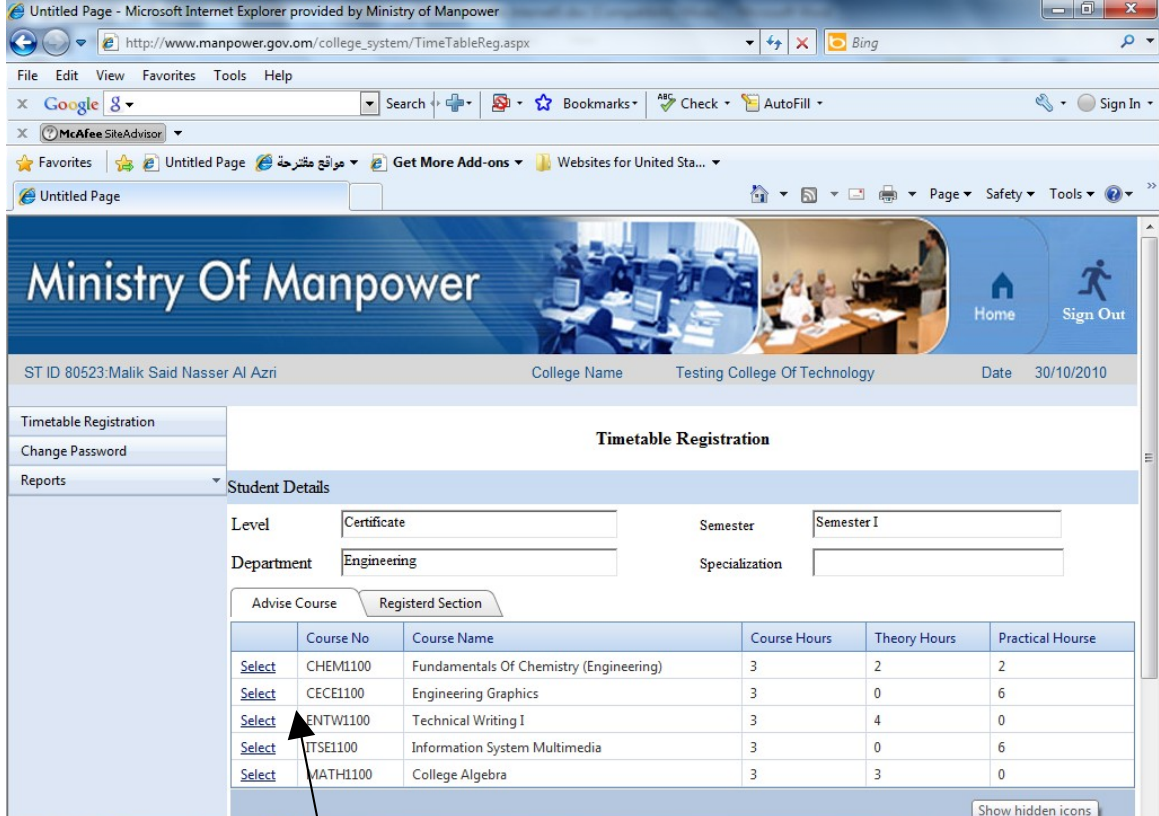 Untitled Page - Microsoft Internet Explorer provided by Ministry of Manpower
http://www.manpower.gov.om/college_system/TimeTableReg.aspx Bing
File Edit View Favorites Tools Help
x Google Search Bookmarks Check AutoFill Sign In
x McAfee SiteAdvisor
Favorites Untitled Page مواقع مقترحة Get More Add-ons Websites for United Sta...
Untitled Page Page Safety Tools
Ministry Of Manpower Home Sign Out
ST ID 80523:Malik Said Nasser Al Azri College Name Testing College Of Technology Date 30/10/2010
Timetable Registration
Change Password
Reports
Timetable Registration
Student Details
Level Certificate Semester Semester I
Department Engineering Specialization
Advise Course Registerd Section
Course No Course Name Course Hours Theory Hours Practical Hourse
Select CHEM1100 Fundamentals Of Chemistry (Engineering) 3 2 2
Select CECE1100 Engineering Graphics 3 0 6
Select ENTW1100 Technical Writing I 3 4 0
Select ITSE1100 Information System Multimedia 3 0 6
Select MATH1100 College Algebra 3 3 0
Show hidden icons